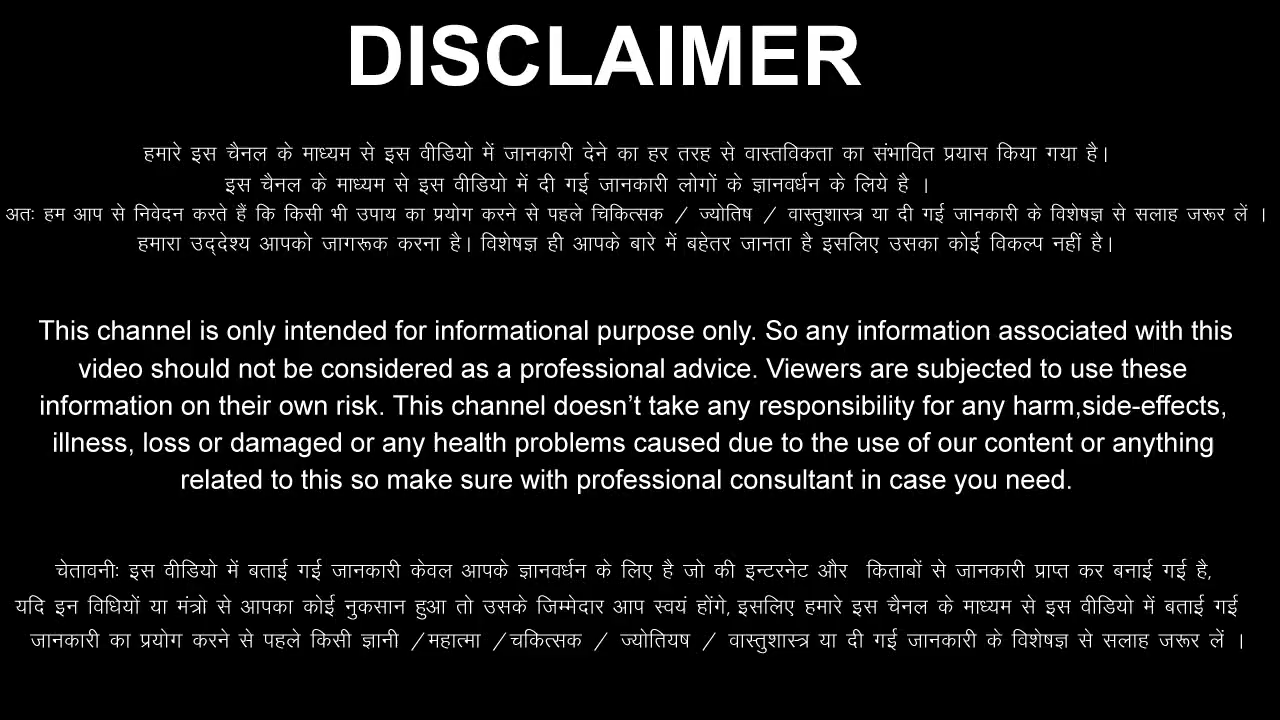 DISCLAIMER
हमारे इस चैनल के माध्यम से इस वीडियो में जानकारी देने का हर तरह से वास्तविकता का संभावित प्रयास किया गया है।
इस चैनल के माध्यम से इस वीडियो में दी गई जानकारी लोगों के ज्ञानवर्धन के लिये है ।
अतः हम आप से निवेदन करते हैं कि किसी भी उपाय का प्रयोग करने से पहले चिकित्सक / ज्योतिष / वास्तुशास्त्र या दी गई जानकारी के विशेषज्ञ से सलाह जरूर लें ।
हमारा उद्देश्य आपको जागरूक करना है। विशेषज्ञ ही आपके बारे में बहेतर जानता है इसलिए उसका कोई विकल्प नहीं है।
This channel is only intended for informational purpose only. So any information associated with this
video should not be considered as a professional advice. Viewers are subjected to use these
information on their own risk. This channel doesn’t take any responsibility for any harm,side-effects,
illness, loss or damaged or any health problems caused due to the use of our content or anything
related to this so make sure with professional consultant in case you need.
चेतावनीः इस वीडियो में बताई गई जानकारी केवल आपके ज्ञानवर्धन के लिए है जो की इन्टरनेट और किताबों से जानकारी प्राप्त कर बनाई गई है,
यदि इन विधियों या मंत्रो से आपका कोई नुकसान हुआ तो उसके जिम्मेदार आप स्वयं होंगे, इसलिए हमारे इस चैनल के माध्यम से इस वीडियो में बताई गई
जानकारी का प्रयोग करने से पहले किसी ज्ञानी /महात्मा /चकित्सक / ज्योतियष / वास्तुशास्त्र या दी गई जानकारी के विशेषज्ञ से सलाह जरूर लें ।